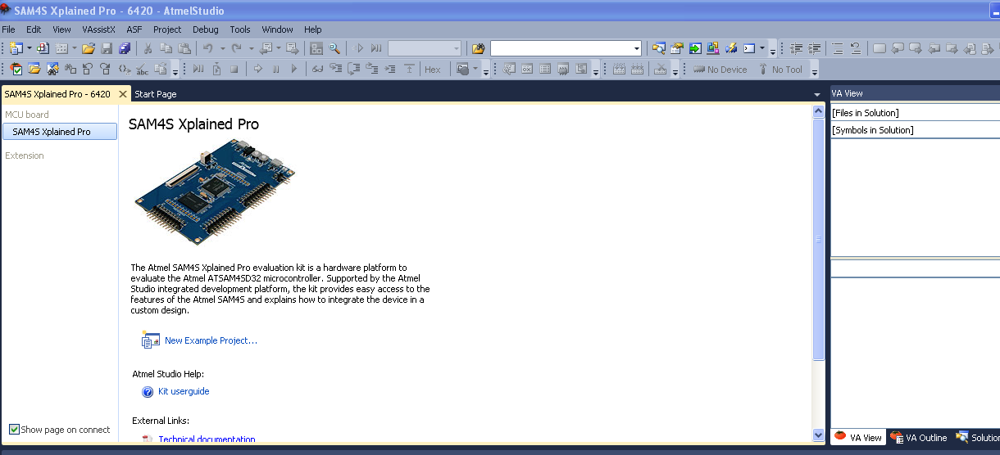 SAM4S Xplained Pro - 6420 - AtmelStudio
File Edit View VAssistX ASF Project Debug Tools Window Help
Hex No Device No Tool
SAM4S Xplained Pro - 6420 Start Page
VA View
MCU board
SAM4S Xplained Pro
Extension
Show page on connect
SAM4S Xplained Pro
The Atmel SAM4S Xplained Pro evaluation kit is a hardware platform to
evaluate the Atmel ATSAM4SD32 microcontroller. Supported by the Atmel
Studio integrated development platform, the kit provides easy access to the
features of the Atmel SAM4S and explains how to integrate the device in a
custom design.
New Example Project...
Atmel Studio Help:
Kit userguide
External Links:
Technical documentation
[Files in Solution]
[Symbols in Solution]
VA View VA Outline Solution